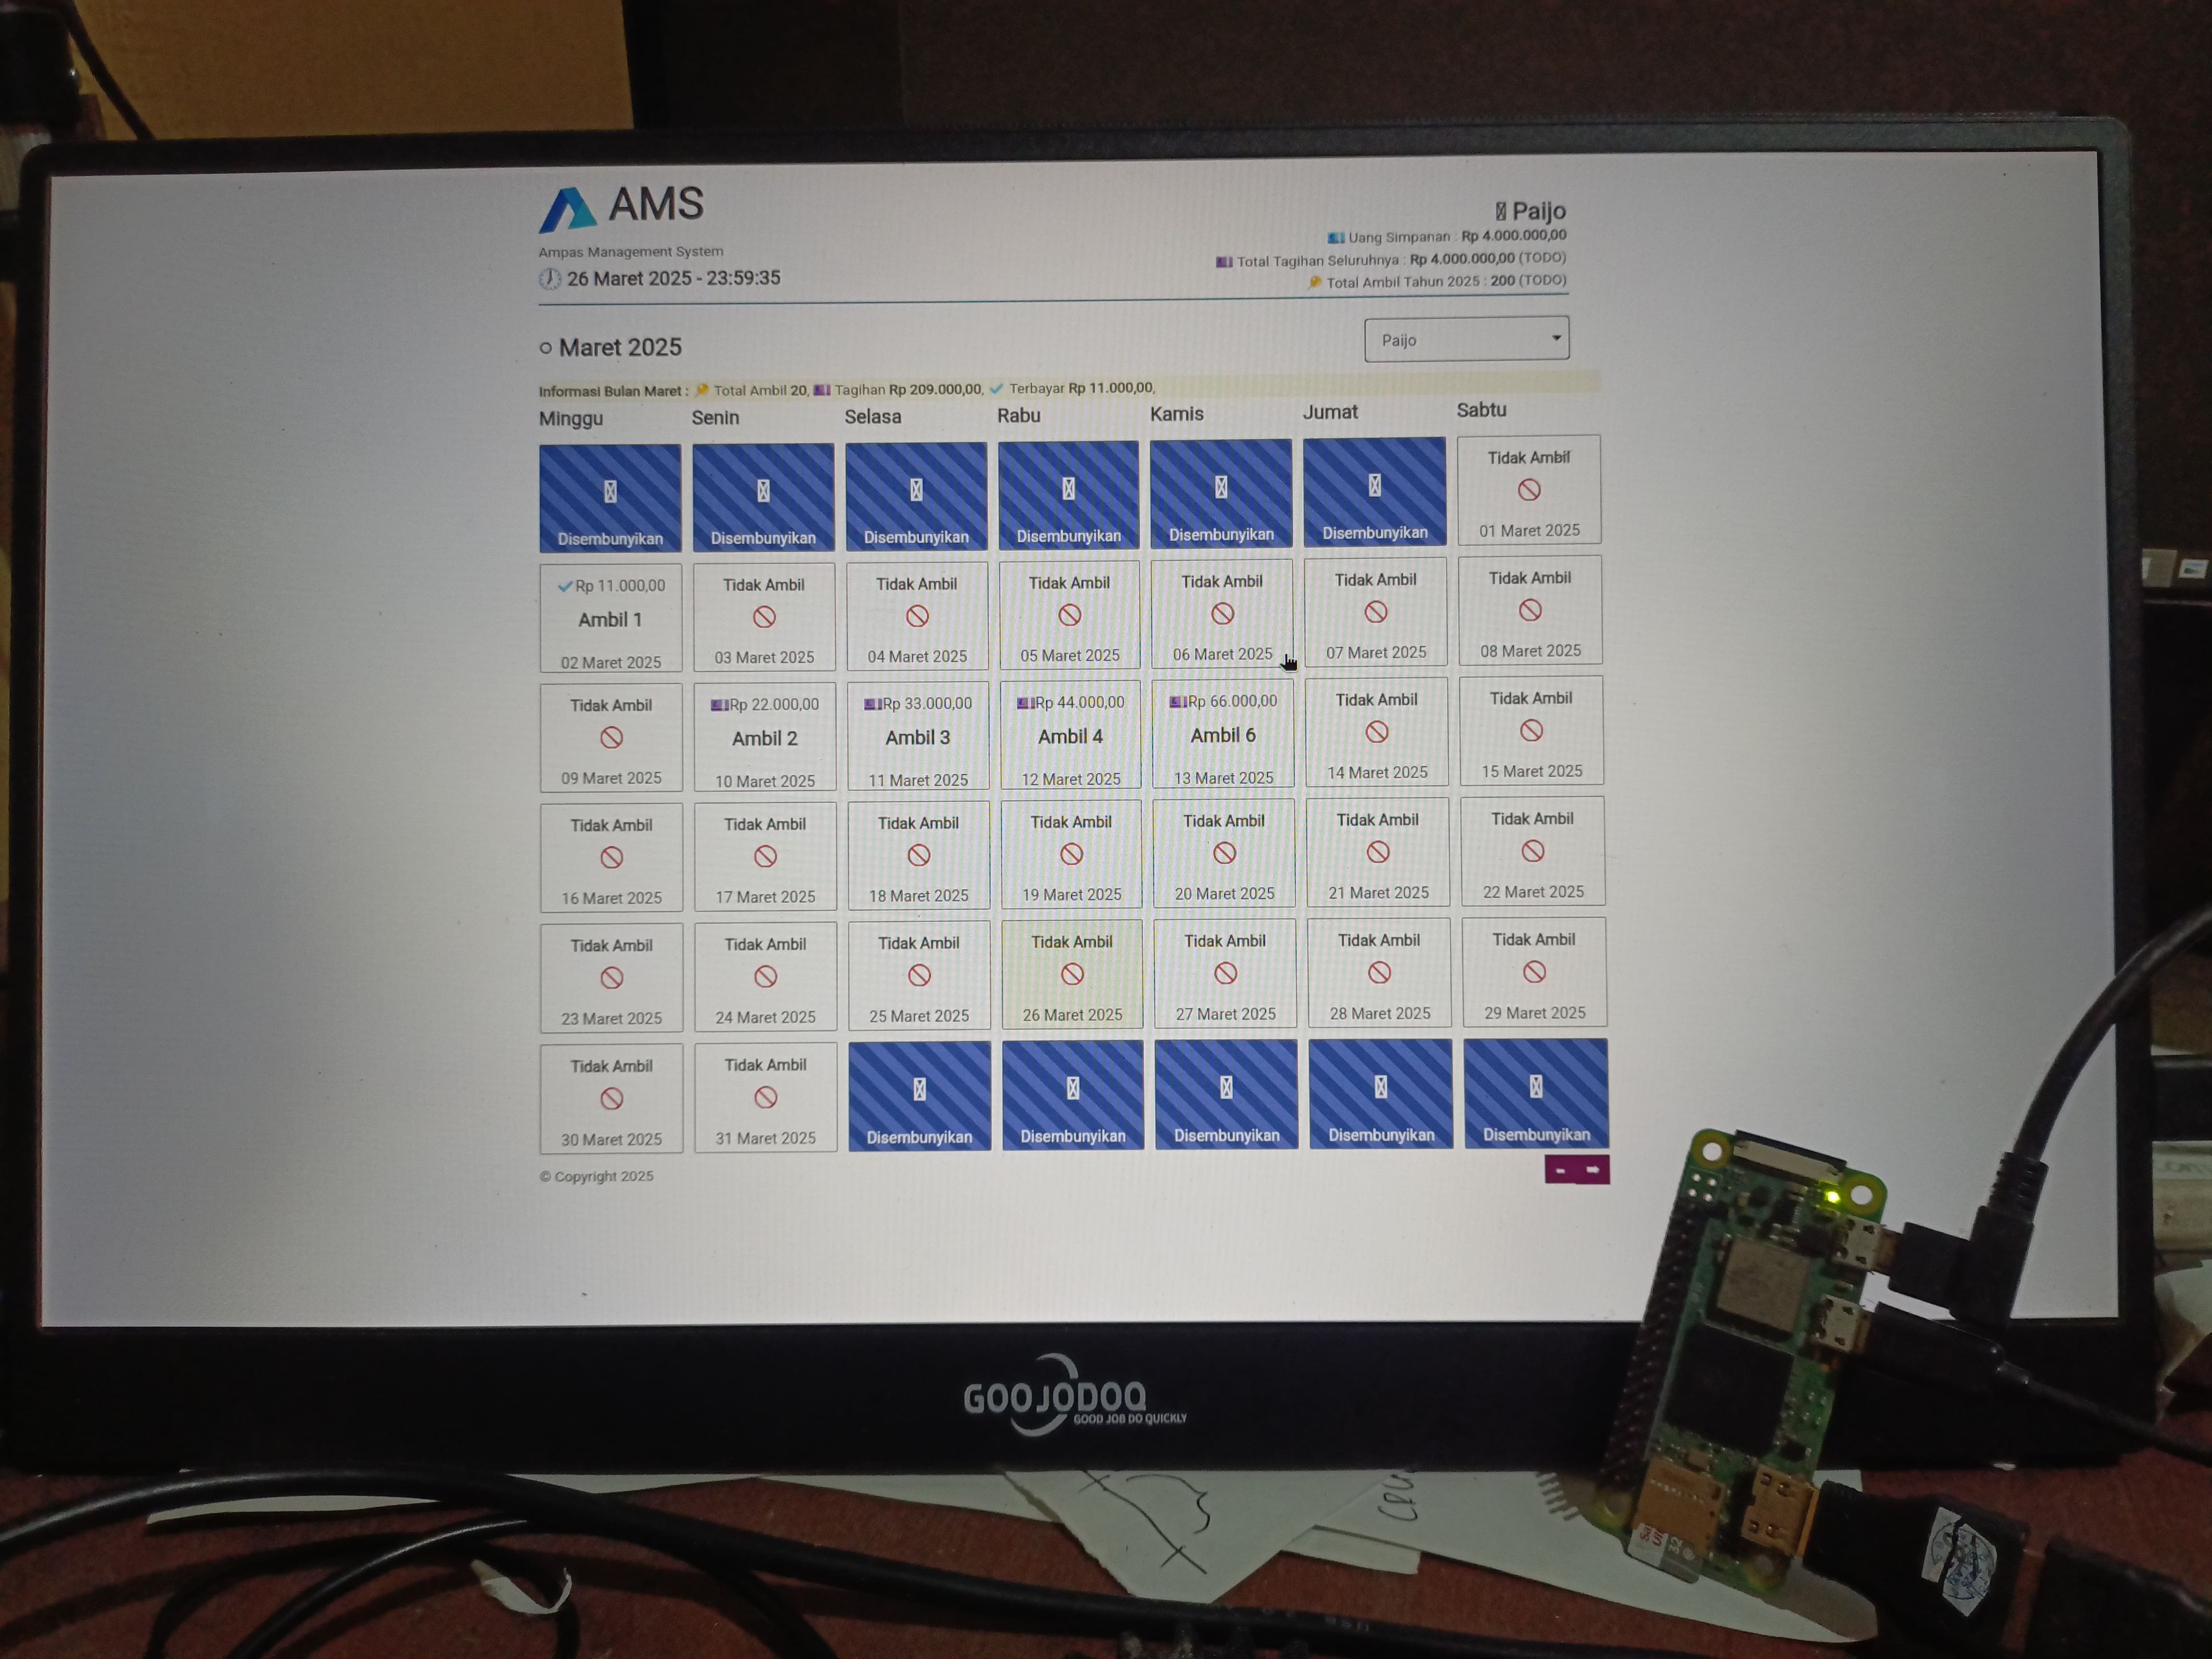 AMS
Ampas Management System
26 Maret 2025 - 23:59:35
Paijo
Uang Simpanan : Rp 4.000.000,00
Total Tagihan Seluruhnya : Rp 4.000.000,00 (TODO)
Total Ambil Tahun 2025 : 200 (TODO)
Maret 2025
Paijo
Informasi Bulan Maret : Total Ambil 20, Tagihan Rp 209.000,00, Terbayar Rp 11.000,00,
Minggu Senin Selasa Rabu Kamis Jumat Sabtu
Tidak Ambil
Disembunyikan Disembunyikan Disembunyikan Disembunyikan Disembunyikan Disembunyikan 01 Maret 2025
Rp 11.000,00 Tidak Ambil Tidak Ambil Tidak Ambil Tidak Ambil Tidak Ambil Tidak Ambil
Ambil 1
02 Maret 2025 03 Maret 2025 04 Maret 2025 05 Maret 2025 06 Maret 2025 07 Maret 2025 08 Maret 2025
Tidak Ambil Rp 22.000,00 Rp 33.000,00 Rp 44.000,00 Rp 66.000,00 Tidak Ambil Tidak Ambil
Ambil 2 Ambil 3 Ambil 4 Ambil 6
09 Maret 2025 10 Maret 2025 11 Maret 2025 12 Maret 2025 13 Maret 2025 14 Maret 2025 15 Maret 2025
Tidak Ambil Tidak Ambil Tidak Ambil Tidak Ambil Tidak Ambil Tidak Ambil Tidak Ambil
16 Maret 2025 17 Maret 2025 18 Maret 2025 19 Maret 2025 20 Maret 2025 21 Maret 2025 22 Maret 2025
Tidak Ambil Tidak Ambil Tidak Ambil Tidak Ambil Tidak Ambil Tidak Ambil Tidak Ambil
23 Maret 2025 24 Maret 2025 25 Maret 2025 26 Maret 2025 27 Maret 2025 28 Maret 2025 29 Maret 2025
Tidak Ambil Tidak Ambil
30 Maret 2025 31 Maret 2025 Disembunyikan Disembunyikan Disembunyikan Disembunyikan Disembunyikan
© Copyright 2025
GOOJODOQ
GOOD JOB DO QUICKLY
32